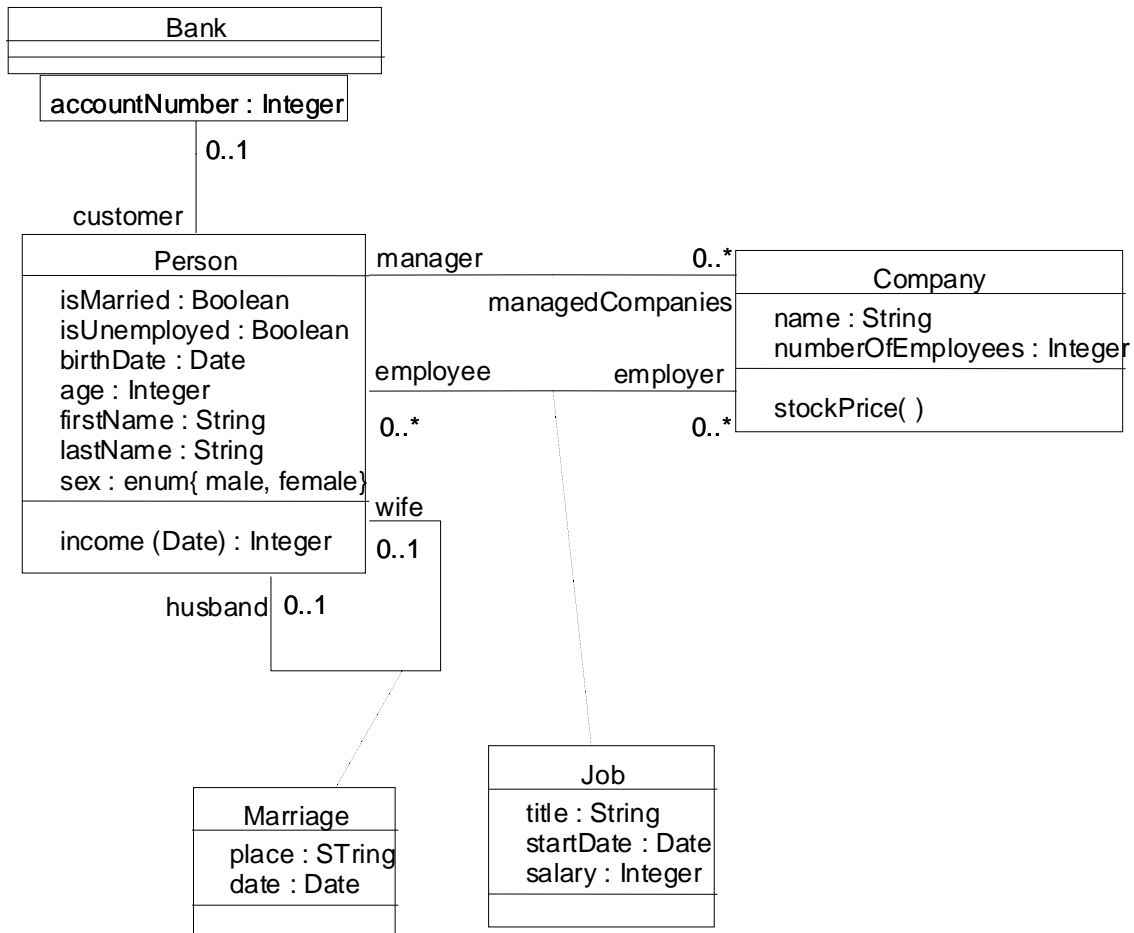 Bank
accountNumber : Integer
0..1
customer
Person
isMarried : Boolean
isUnemployed : Boolean
birthDate : Date
age : Integer
firstName : String
lastName : String
sex : enum{ male, female}
income (Date) : Integer
manager
0..*
managedCompanies
employee
employer
0..*
0..*
Company
name : String
numberOfEmployees : Integer
stockPrice( )
wife
0..1
husband
0..1
Marriage
place : STring
date : Date
Job
title : String
startDate : Date
salary : Integer